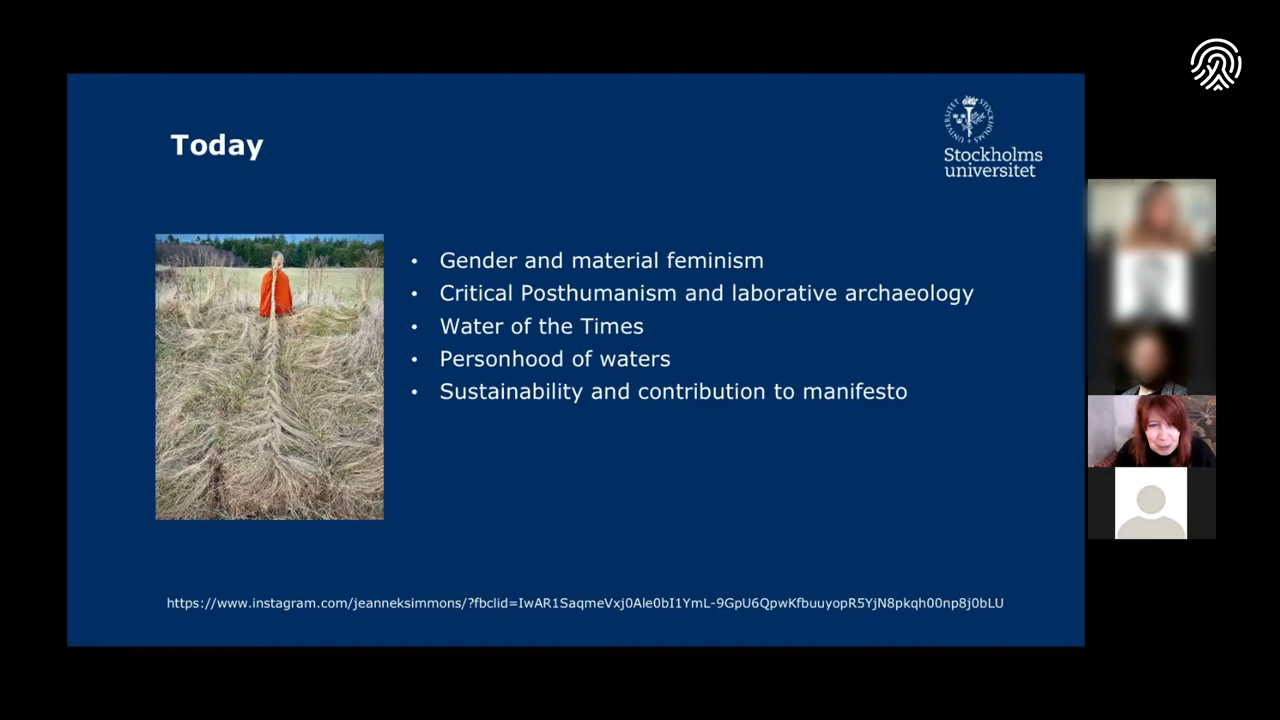 Today
Stockholms
universitet
• Gender and material feminism
• Critical Posthumanism and laborative archaeology
• Water of the Times
• Personhood of waters
• Sustainability and contribution to manifesto
https://www.instagram.com/jeanneksimmons/?fbclid=IwAR1SaqmeVxj0Ale0bI1YmL-9GpU6QpwKfbuuyopR5YjN8pkqh00np8j0bLU